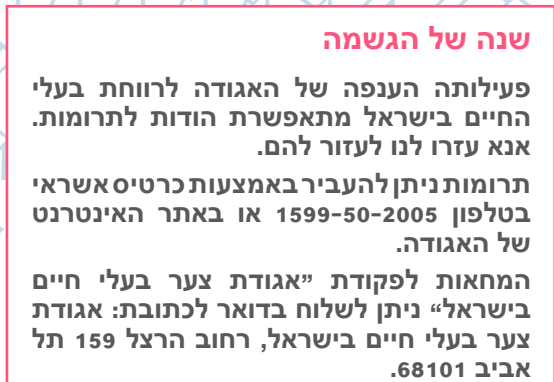 שנה של הגשמה
פעילותה הענפה של האגודה לרווחת בעלי
החיים בישראל מתאפשרת הודות לתרומות.
אנא עזרו לנו לעזור להם.
תרומות ניתן להעביר באמצעות כרטיס אשראי
בטלפון 1599-50-2005 או באתר האינטרנט
של האגודה.
המחאות לפקודת "אגודת צער בעלי חיים
בישראל" ניתן לשלוח בדואר לכתובת: אגודת
צער בעלי חיים בישראל, רחוב הרצל 159 תל
אביב 68101.